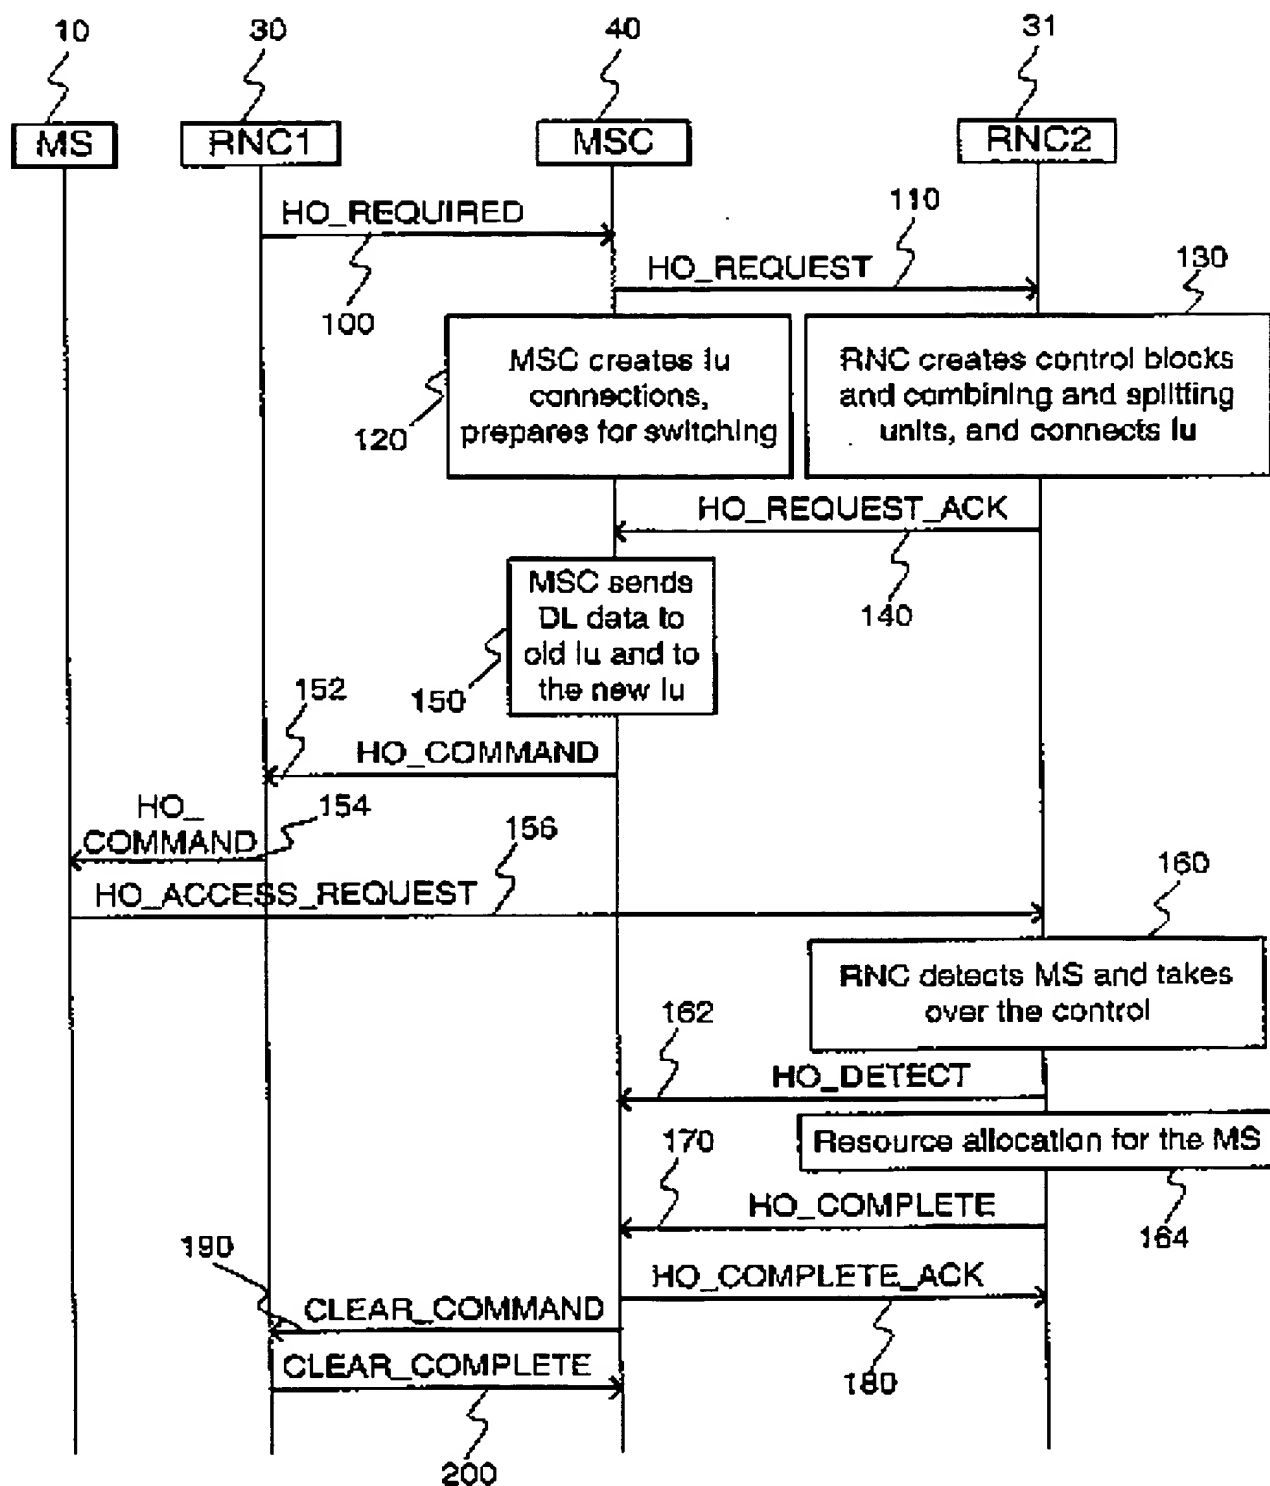 10
30
40
31
MS
RNC1
MSC
RNC2
HO_REQUIRED
100
110
HO_REQUEST
130
MSC creates Iu
connections,
prepares for switching
120
RNC creates control blocks
and combining and splitting
units, and connects Iu
HO_REQUEST_ACK
140
MSC sends
DL data to
old Iu and to
the new Iu
150
152
HO_COMMAND
HO_
COMMAND
154
156
HO_ACCESS_REQUEST
160
RNC detects MS and takes
over the control
162
HO_DETECT
Resource allocation for the MS
164
170
HO_COMPLETE
190
HO_COMPLETE_ACK
180
CLEAR_COMMAND
CLEAR_COMPLETE
200